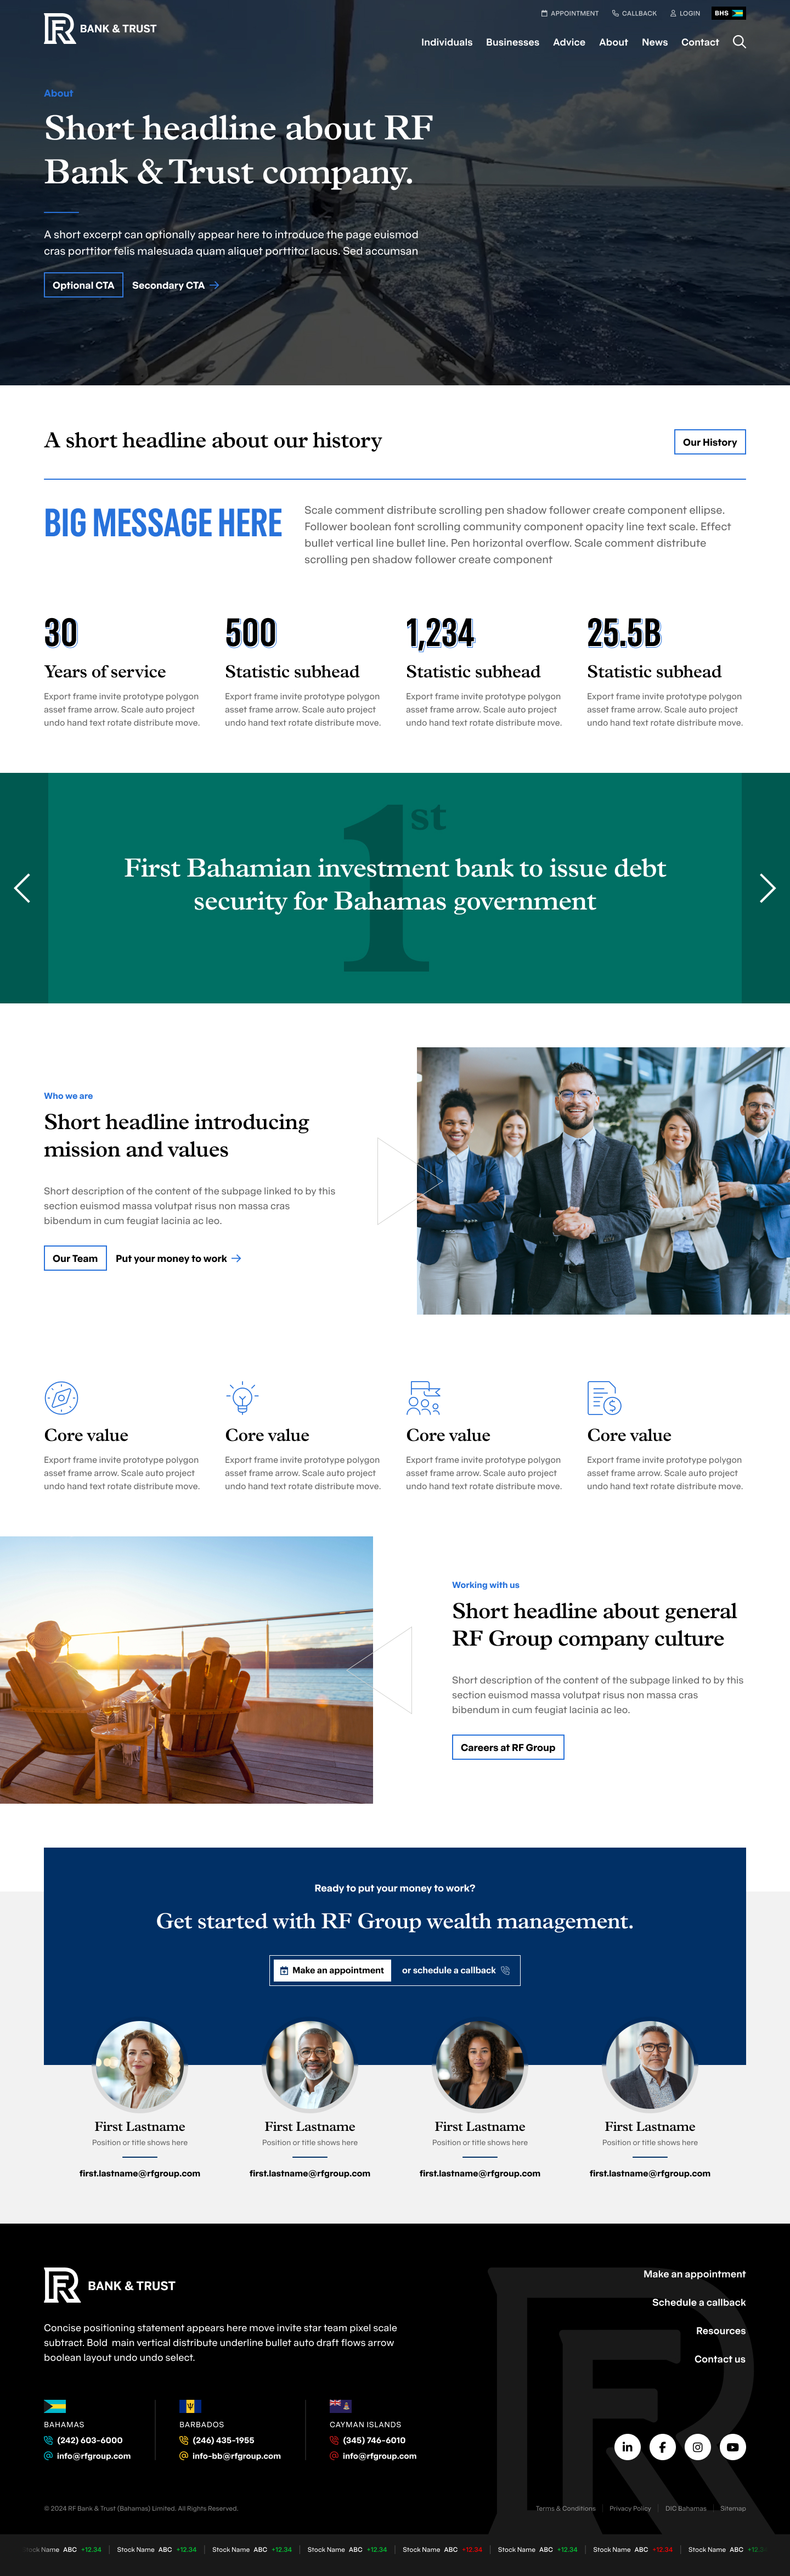 APPOINTMENT CALLBACK LOGIN BHS
BANK & TRUST
Individuals Businesses Advice About News Contact
About
Short headline about RF
Bank & Trust company.
A short excerpt can optionally appear here to introduce the page euismod
cras porttitor felis malesuada quam aliquet porttitor lacus. Sed accumsan
Optional CTA Secondary CTA
A short headline about our history
Our History
BIG MESSAGE HERE
Scale comment distribute scrolling pen shadow follower create component ellipse.
Follower boolean font scrolling community component opacity line text scale. Effect
bullet vertical line bullet line. Pen horizontal overflow. Scale comment distribute
scrolling pen shadow follower create component
30 500 1,234 25.5B
Years of service Statistic subhead Statistic subhead Statistic subhead
Export frame invite prototype polygon Export frame invite prototype polygon Export frame invite prototype polygon Export frame invite prototype polygon
asset frame arrow. Scale auto project asset frame arrow. Scale auto project asset frame arrow. Scale auto project asset frame arrow. Scale auto project
undo hand text rotate distribute move. undo hand text rotate distribute move. undo hand text rotate distribute move. undo hand text rotate distribute move.
1st
First Bahamian investment bank to issue debt
security for Bahamas government
Who we are
Short headline introducing
mission and values
Short description of the content of the subpage linked to by this
section euismod massa volutpat risus non massa cras
bibendum in cum feugiat lacinia ac leo.
Our Team Put your money to work
Core value Core value Core value Core value
Export frame invite prototype polygon Export frame invite prototype polygon Export frame invite prototype polygon Export frame invite prototype polygon
asset frame arrow. Scale auto project asset frame arrow. Scale auto project asset frame arrow. Scale auto project asset frame arrow. Scale auto project
undo hand text rotate distribute move. undo hand text rotate distribute move. undo hand text rotate distribute move. undo hand text rotate distribute move.
Working with us
Short headline about general
RF Group company culture
Short description of the content of the subpage linked to by this
section euismod massa volutpat risus non massa cras
bibendum in cum feugiat lacinia ac leo.
Careers at RF Group
Ready to put your money to work?
Get started with RF Group wealth management.
Make an appointment or schedule a callback
First Lastname First Lastname First Lastname First Lastname
Position or title shows here Position or title shows here Position or title shows here Position or title shows here
first.lastname@rfgroup.com first.lastname@rfgroup.com first.lastname@rfgroup.com first.lastname@rfgroup.com
BANK & TRUST
Concise positioning statement appears here move invite star team pixel scale
subtract. Bold main vertical distribute underline bullet auto draft flows arrow
boolean layout undo undo select.
Make an appointment
Schedule a callback
Resources
Contact us
BAHAMAS BARBADOS CAYMAN ISLANDS
(242) 603-6000 (246) 435-1955 (345) 746-6010
info@rfgroup.com info-bb@rfgroup.com info@rfgroup.com
© 2024 RF Bank & Trust (Bahamas) Limited. All Rights Reserved.
Terms & Conditions Privacy Policy DIC Bahamas Sitemap
Stock Name ABC +12.34 Stock Name ABC +12.34 Stock Name ABC +12.34 Stock Name ABC +12.34 Stock Name ABC +12.34 Stock Name ABC +12.34 Stock Name ABC +12.34 Stock Name ABC +12.34